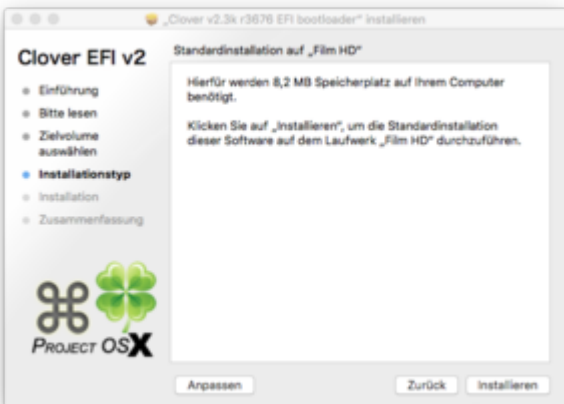 „Clover v2.3k r3676 EFI bootloader“ installieren
Clover EFI v2
Standardinstallation auf „Film HD“
Einführung
Bitte lesen
Zielvolume
auswählen
Installationstyp
Installation
Zusammenfassung
Hierfür werden 8,2 MB Speicherplatz auf Ihrem Computer
benötigt.
Klicken Sie auf „Installieren“, um die Standardinstallation
dieser Software auf dem Laufwerk „Film HD“ durchzuführen.
PROJECT OSX
Anpassen
Zurück
Installieren